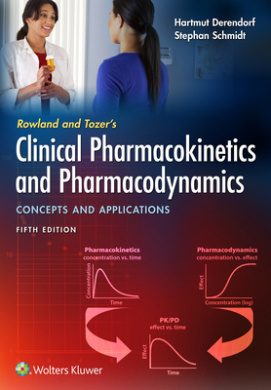 Hartmut Derendorf
Stephan Schmidt
Rowland and Tozer's
Clinical Pharmacokinetics
and Pharmacodynamics
CONCEPTS AND APPLICATIONS
FIFTH EDITION
Pharmacokinetics
concentration vs. time
Concentration
Time
Pharmacodynamics
concentration vs. effect
Effect
Concentration (log)
PK/PD
effect vs. time
Effect
Time
Wolters Kluwer